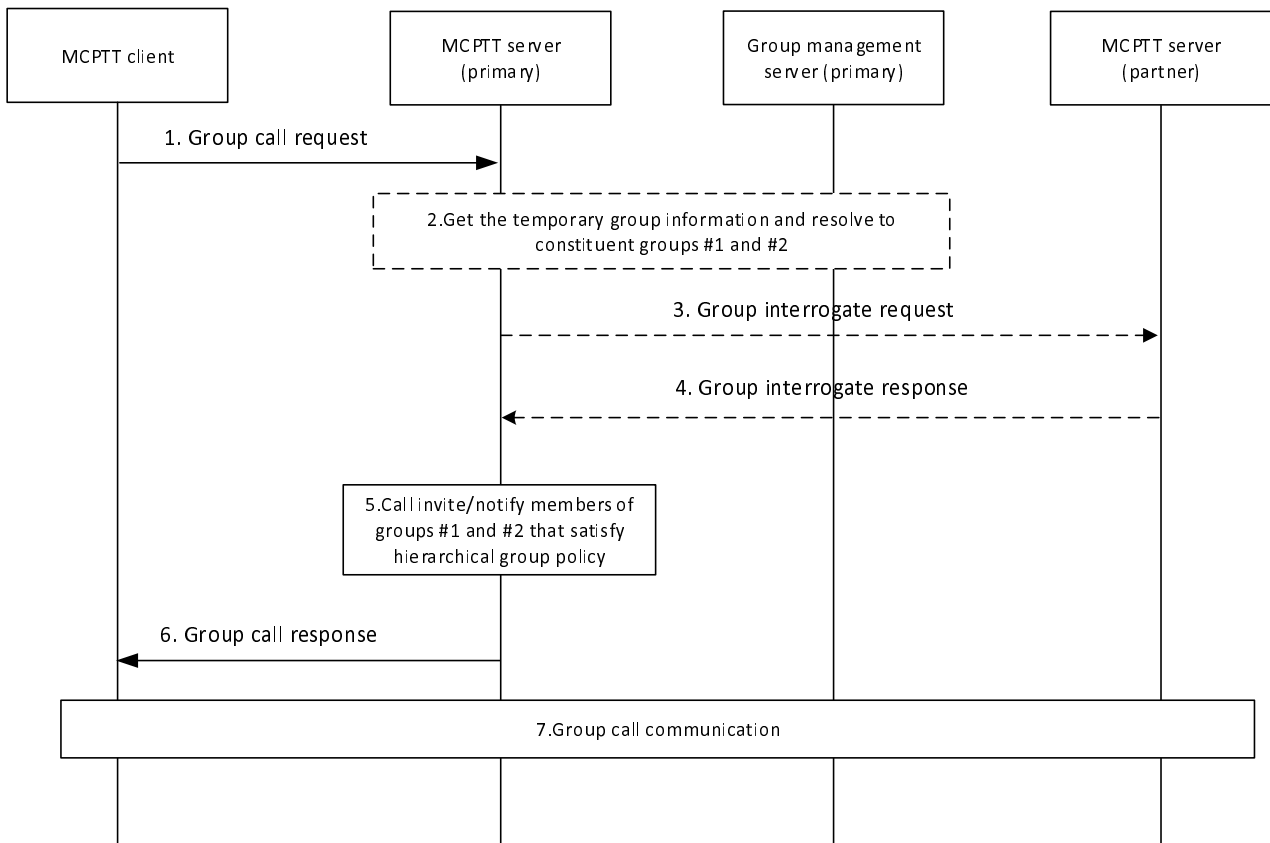 MCPTT client
MCPTT server
(primary)
Group management
server (primary)
MCPTT server
(partner)
1. Group call request
2.Get the temporary group information and resolve to
constituent groups #1 and #2
3. Group interrogate request
4. Group interrogate response
5.Call invite/notify members of
groups #1 and #2 that satisfy
hierarchical group policy
6. Group call response
7.Group call communication